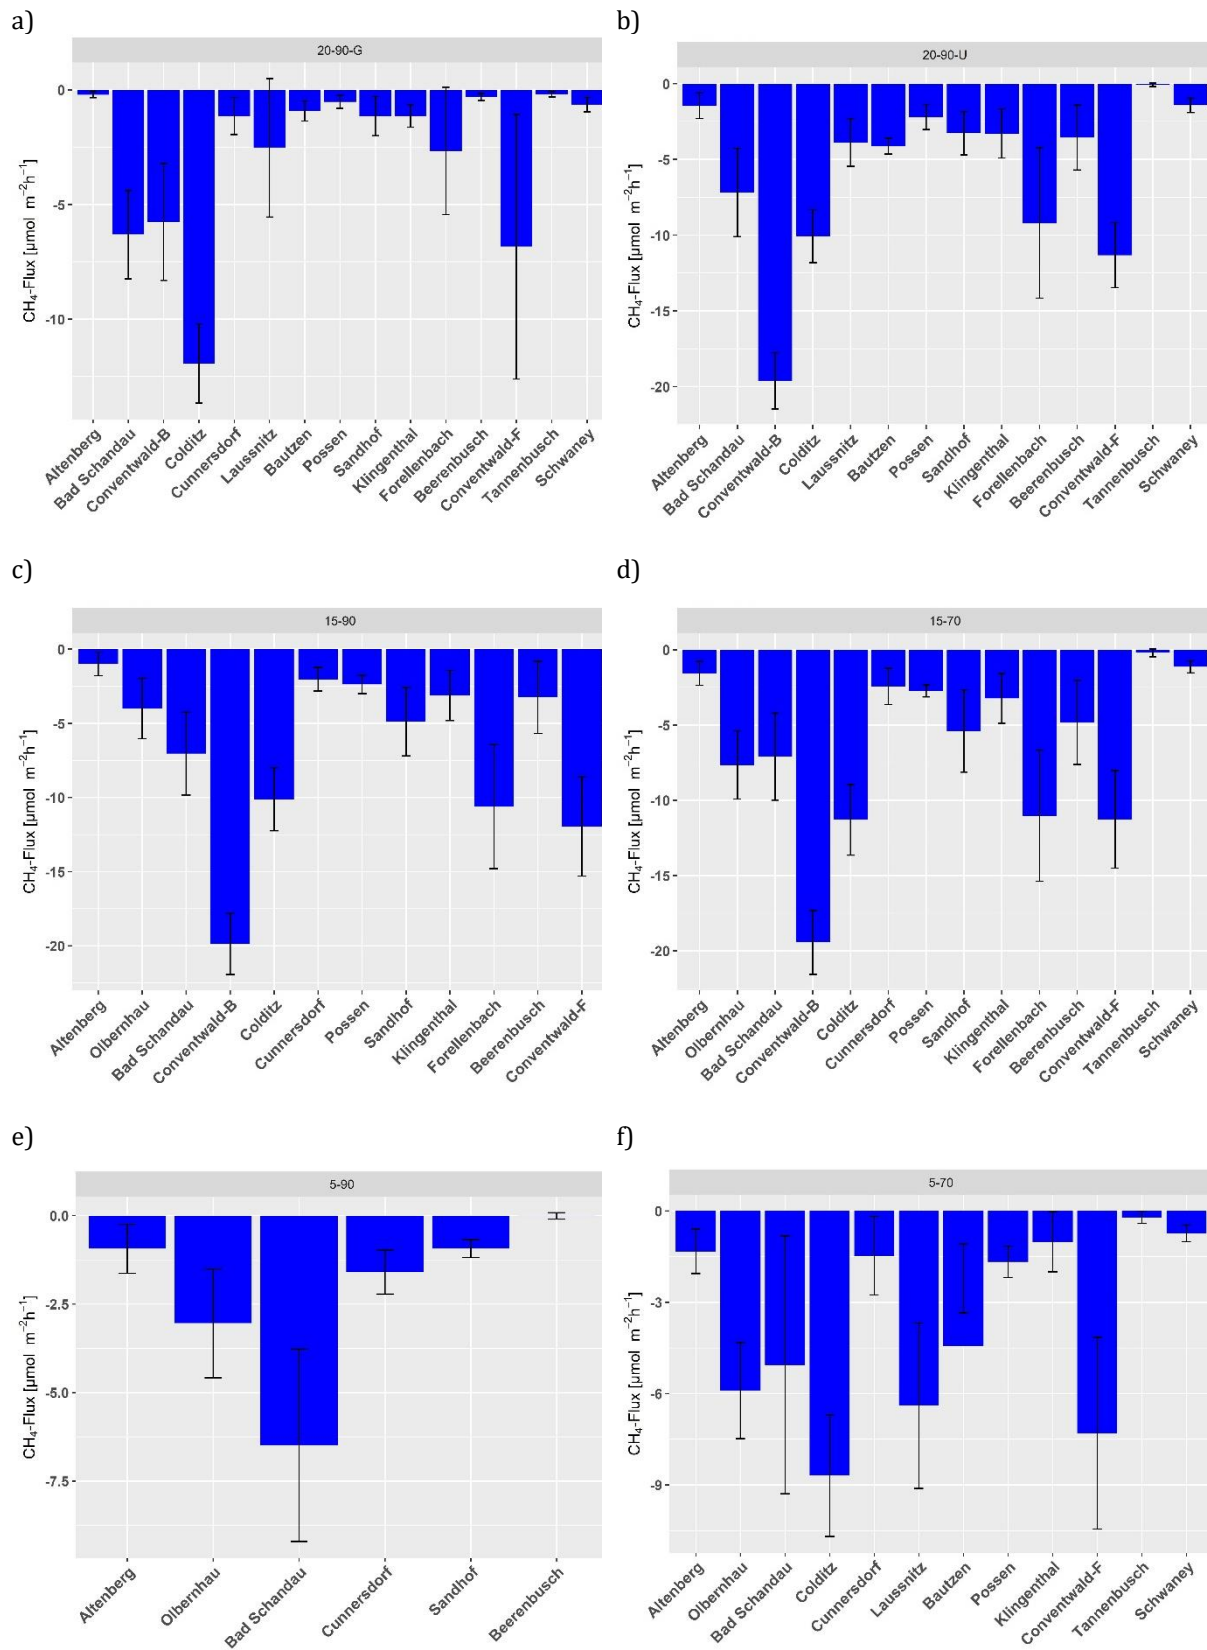 a)
20-90-G
CH₄-Flux [µmol m⁻²h⁻¹]
0
-5
-10
Altenberg
Bad Schandau
Conventwald-B
Colditz
Cunnersdorf
Laussnitz
Bautzen
Possen
Sandhof
Klingenthal
Forellenbach
Beerenbusch
Conventwald-F
Tannenbusch
Schwaney
b)
20-90-U
CH₄-Flux [µmol m⁻²h⁻¹]
0
-5
-10
-15
-20
Altenberg
Bad Schandau
Conventwald-B
Colditz
Laussnitz
Bautzen
Possen
Sandhof
Klingenthal
Forellenbach
Beerenbusch
Conventwald-F
Tannenbusch
Schwaney
c)
15-90
CH₄-Flux [µmol m⁻²h⁻¹]
0
-5
-10
-15
-20
Altenberg
Olbernhau
Bad Schandau
Conventwald-B
Colditz
Cunnersdorf
Possen
Sandhof
Klingenthal
Forellenbach
Beerenbusch
Conventwald-F
d)
15-70
CH₄-Flux [µmol m⁻²h⁻¹]
0
-5
-10
-15
-20
Altenberg
Olbernhau
Bad Schandau
Conventwald-B
Colditz
Cunnersdorf
Possen
Sandhof
Klingenthal
Forellenbach
Beerenbusch
Conventwald-F
Tannenbusch
Schwaney
e)
5-90
CH₄-Flux [µmol m⁻²h⁻¹]
0.0
-2.5
-5.0
-7.5
Altenberg
Olbernhau
Bad Schandau
Cunnersdorf
Sandhof
Beerenbusch
f)
5-70
CH₄-Flux [µmol m⁻²h⁻¹]
0
-3
-6
-9
Altenberg
Olbernhau
Bad Schandau
Colditz
Cunnersdorf
Laussnitz
Bautzen
Possen
Klingenthal
Conventwald-F
Tannenbusch
Schwaney